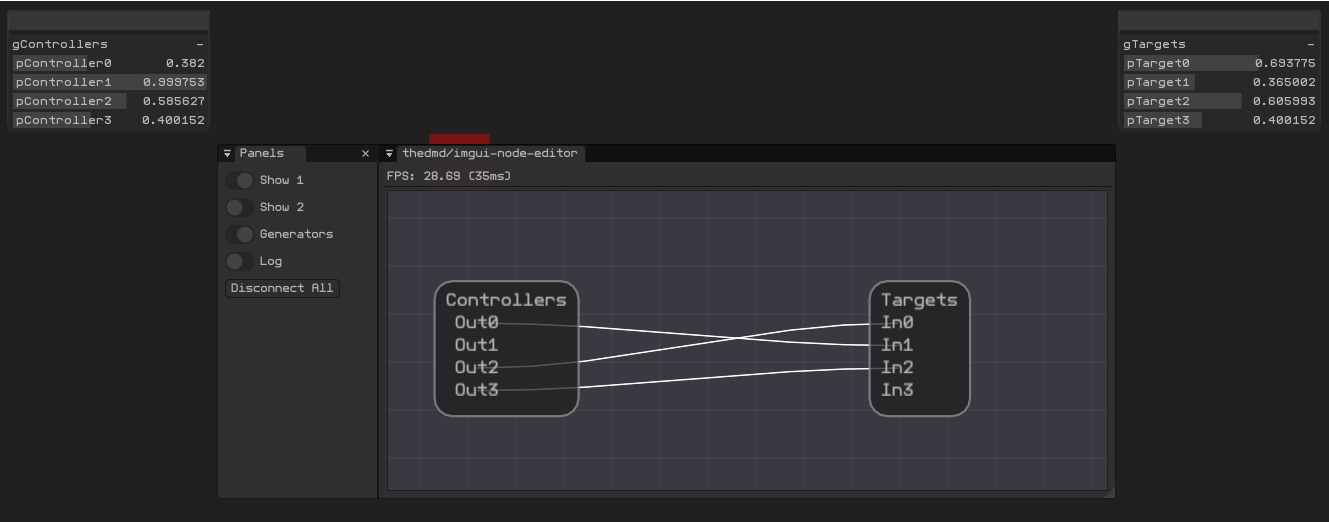 gControllers -
pController0 0.382
pController1 0.999753
pController2 0.585627
pController3 0.400152
gTargets -
pTarget0 0.693775
pTarget1 0.365002
pTarget2 0.605993
pTarget3 0.400152
Panels
Show 1
Show 2
Generators
Log
Disconnect All
thedmd/imgui-node-editor
FPS: 28.69 (35ms)
Controllers
Out0
Out1
Out2
Out3
Targets
In0
In1
In2
In3